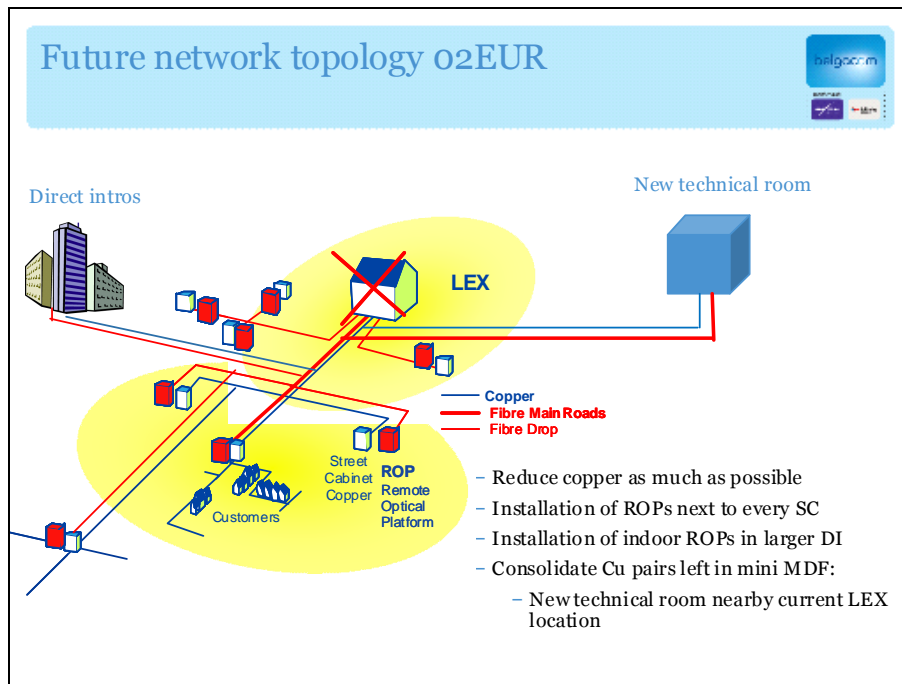 Future network topology 02EUR
belgacom
Direct intros
New technical room
LEX
Copper
Fibre Main Roads
Fibre Drop
Street
Cabinet
Copper
ROP
Remote
Optical
Platform
Customers
– Reduce copper as much as possible
– Installation of ROPs next to every SC
– Installation of indoor ROPs in larger DI
– Consolidate Cu pairs left in mini MDF:
– New technical room nearby current LEX
location